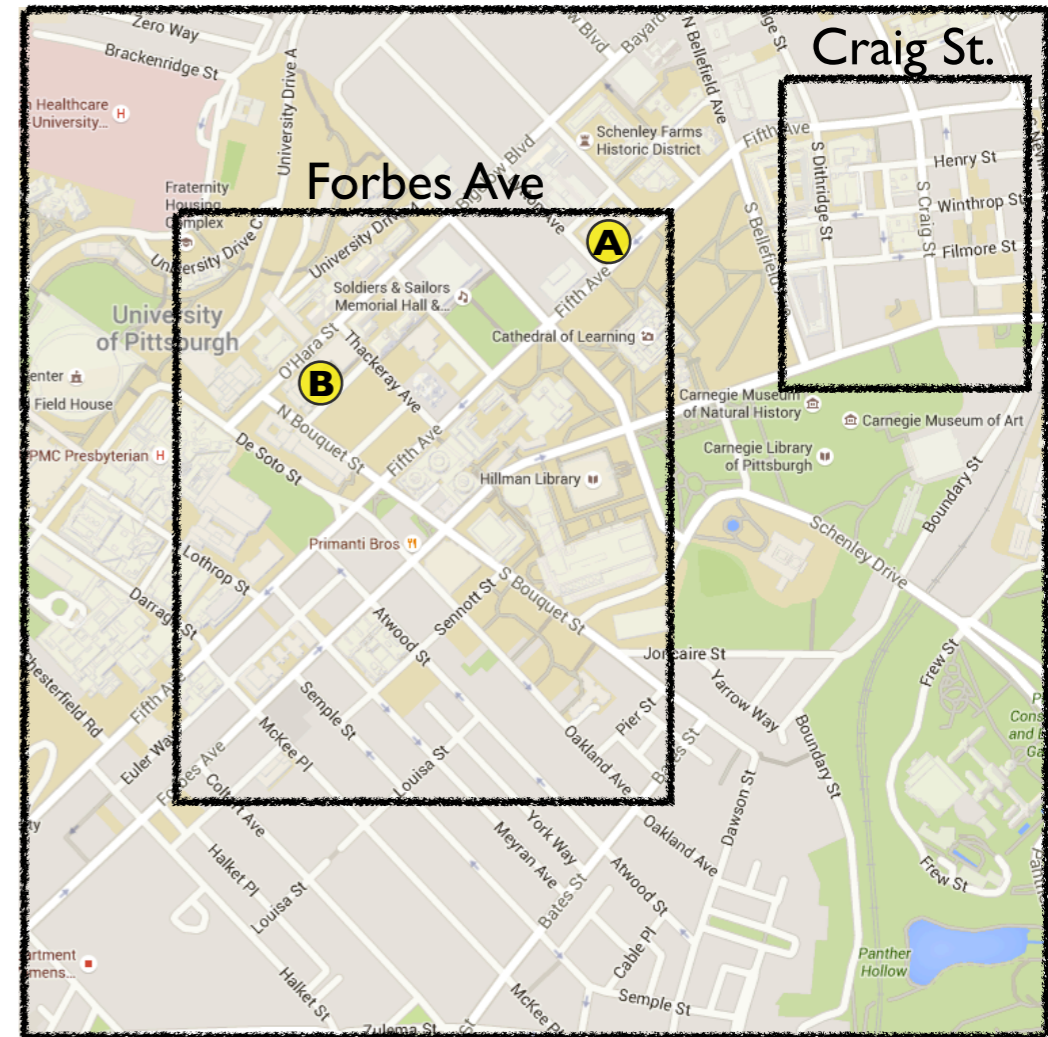 Zero Way
Brackenridge St
University Drive A
Blvd
Bayard
N Bellefield Ave
Craig St.
Healthcare
University...
H
Schenley Farms
Historic District
Fifth Ave
S Dithridge St
Henry St
S Craig St
Winthrop St
Filmore St
Forbes Ave
Blvd
Fraternity
Housing
Complex
University Drive C
University Drive A
A
S Bellefield
Fifth Ave
Soldiers & Sailors
Memorial Hall &...
University
of Pittsburgh
Cathedral of Learning
O'Hara St
Thackeray Ave
B
Field House
Carnegie Museum
of Natural History
Carnegie Museum of Art
N Bouquet St
Fifth Ave
De Soto St
Carnegie Library
of Pittsburgh
PMC Presbyterian
H
Hillman Library
Boundary St
Schenley Drive
Primanti Bros
Lothrop St
S Bouquet St
Sennott St
Darragh St
Atwood St
Joncaire St
Frew St
Chesterfield Rd
Fifth Ave
Semple St
Yarrow Way
Pier St
McKee Pl
Oakland Ave
Boundary St
Bates St
Euler Way
Forbes Ave
Louisa St
Coltart Ave
Dawson St
York Way
Meyran Ave
Oakland Ave
Halket Pl
Atwood St
Frew St
Louisa St
Bates St
Cable Pl
Panther
Hollow
Halket St
McKee Pl
Semple St
Zulema St